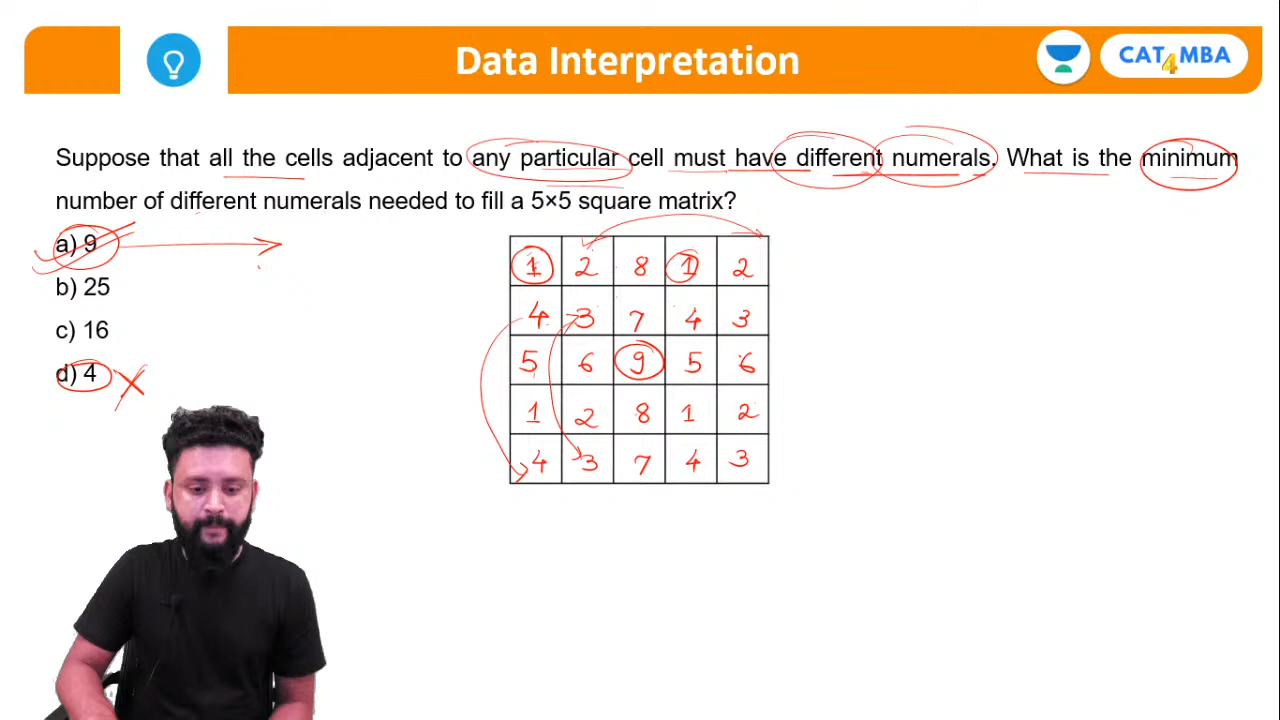 Data Interpretation
CAT4MBA
Suppose that all the cells adjacent to any particular cell must have different numerals. What is the minimum
number of different numerals needed to fill a 5×5 square matrix?
a) 9
b) 25
c) 16
d) 4
1 2 8 1 2
4 3 7 4 3
5 6 9 5 6
1 2 8 1 2
4 3 7 4 3